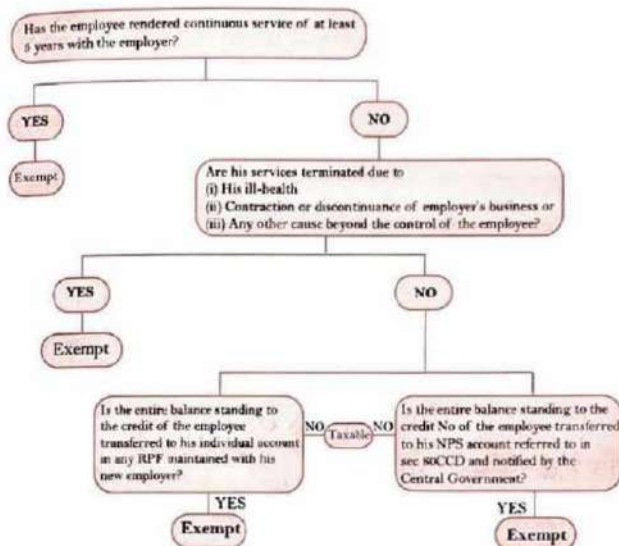 Has the employee rendered continuous service of at least
5 years with the employer?
YES
NO
Exempt
Are his services terminated due to
(i) His ill-health
(ii) Contraction or discontinuance of employer's business or
(iii) Any other cause beyond the control of the employee?
YES
NO
Exempt
Is the entire balance standing to
the credit of the employee
transferred to his individual account
in any RPF maintained with his
new employer?
NO
Taxable
NO
Is the entire balance standing to the
credit No of the employee transferred
to his NPS account referred to in
sec 80CCD and notified by the
Central Government?
YES
Exempt
YES
Exempt